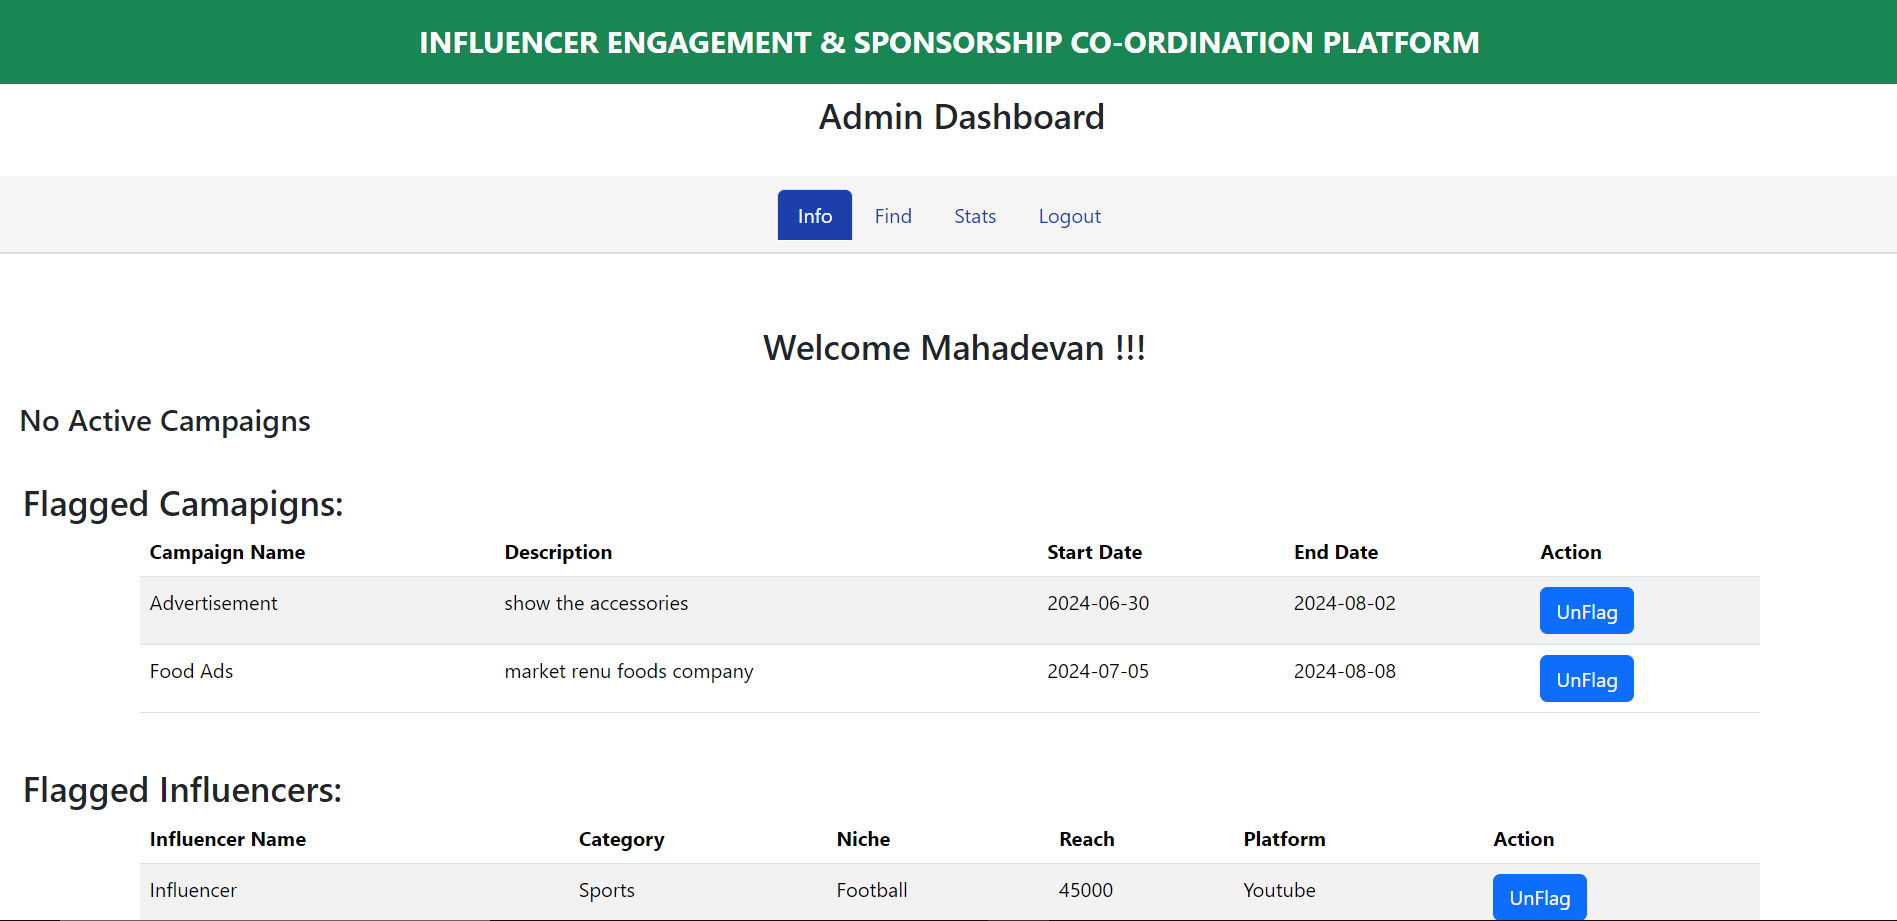 INFLUENCER ENGAGEMENT & SPONSORSHIP CO-ORDINATION PLATFORM
Admin Dashboard
Info Find Stats Logout
Welcome Mahadevan !!!
No Active Campaigns
Flagged Camapigns:
Campaign Name Description Start Date End Date Action
Advertisement show the accessories 2024-06-30 2024-08-02 UnFlag
Food Ads market renu foods company 2024-07-05 2024-08-08 UnFlag
Flagged Influencers:
Influencer Name Category Niche Reach Platform Action
Influencer Sports Football 45000 Youtube UnFlag